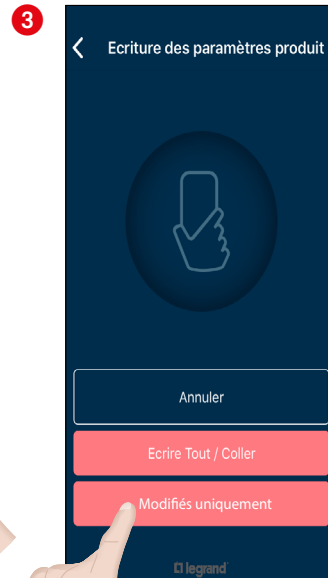 3
Ecriture des paramètres produit
Annuler
Ecrire Tout / Coller
Modifiés uniquement
legrand